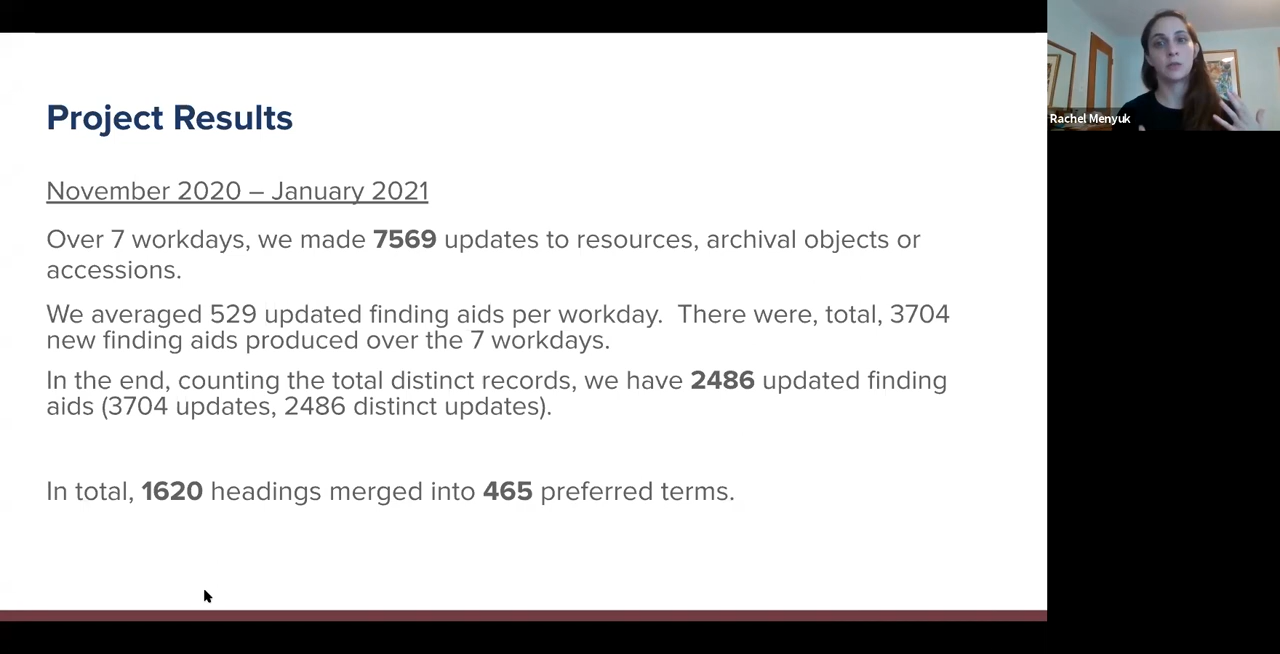 Project Results
November 2020 – January 2021
Over 7 workdays, we made 7569 updates to resources, archival objects or
accessions.
We averaged 529 updated finding aids per workday.  There were, total, 3704
new finding aids produced over the 7 workdays.
In the end, counting the total distinct records, we have 2486 updated finding
aids (3704 updates, 2486 distinct updates).
In total, 1620 headings merged into 465 preferred terms.
Rachel Menyuk